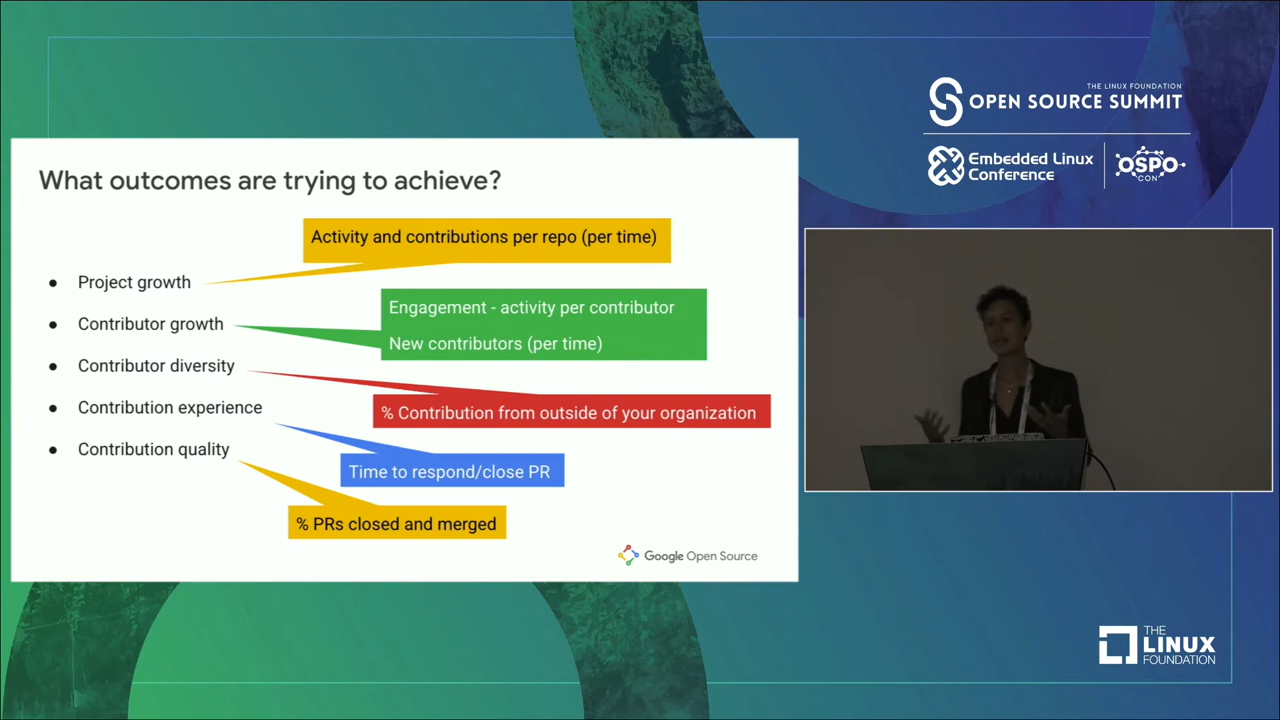 THE LINUX FOUNDATION
OPEN SOURCE SUMMIT
Embedded Linux
Conference
OSPO
CON
What outcomes are trying to achieve?
Activity and contributions per repo (per time)
Project growth
Engagement - activity per contributor
Contributor growth
New contributors (per time)
Contributor diversity
Contribution experience
% Contribution from outside of your organization
Contribution quality
Time to respond/close PR
% PRs closed and merged
Google Open Source
THE
LINUX
FOUNDATION